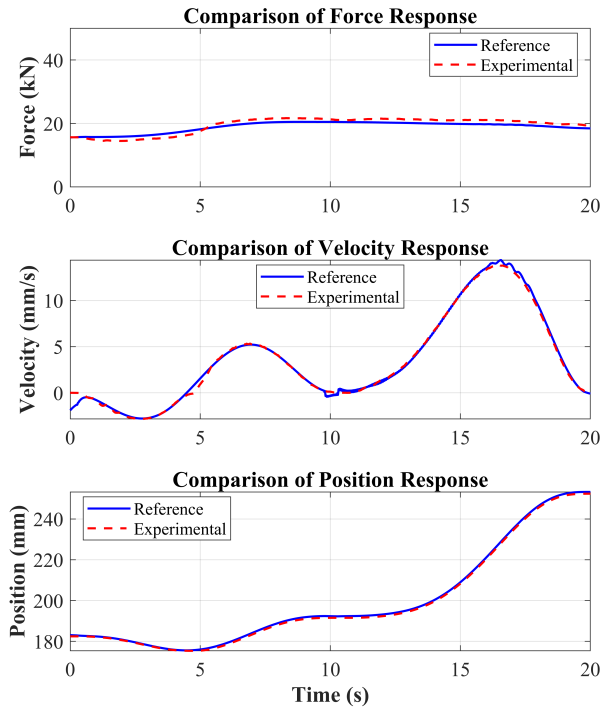 Comparison of Force Response
Force (kN)
40
20
0
Reference
Experimental
0 5 10 15 20
Comparison of Velocity Response
Velocity (mm/s)
10
5
0
Reference
Experimental
0 5 10 15 20
Comparison of Position Response
Position (mm)
240
220
200
180
Reference
Experimental
0 5 10 15 20
Time (s)